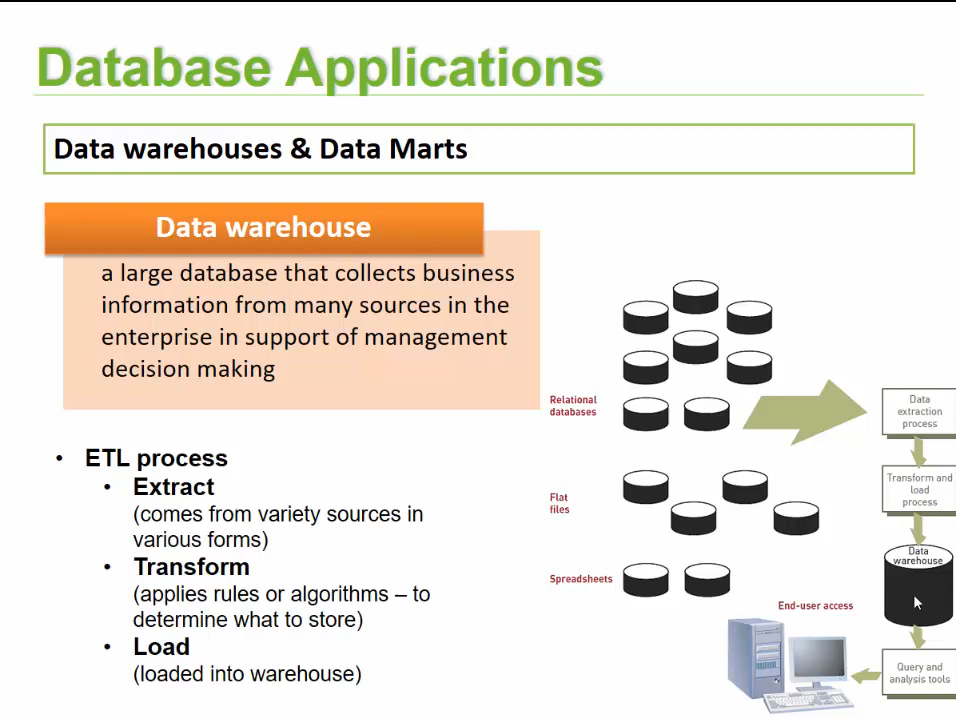 Database Applications
Data warehouses & Data Marts
Data warehouse
a large database that collects business
information from many sources in the
enterprise in support of management
decision making
• ETL process
• Extract
(comes from variety sources in
various forms)
• Transform
(applies rules or algorithms – to
determine what to store)
• Load
(loaded into warehouse)
Relational
databases
Flat
files
Spreadsheets
Data
extraction
process
Transform and
load
process
Data
warehouse
End-user access
Query and
analysis tools